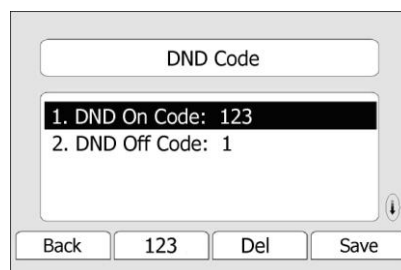 DND Code
1. DND On Code: 123
2. DND Off Code: 1
Back 123 Del Save